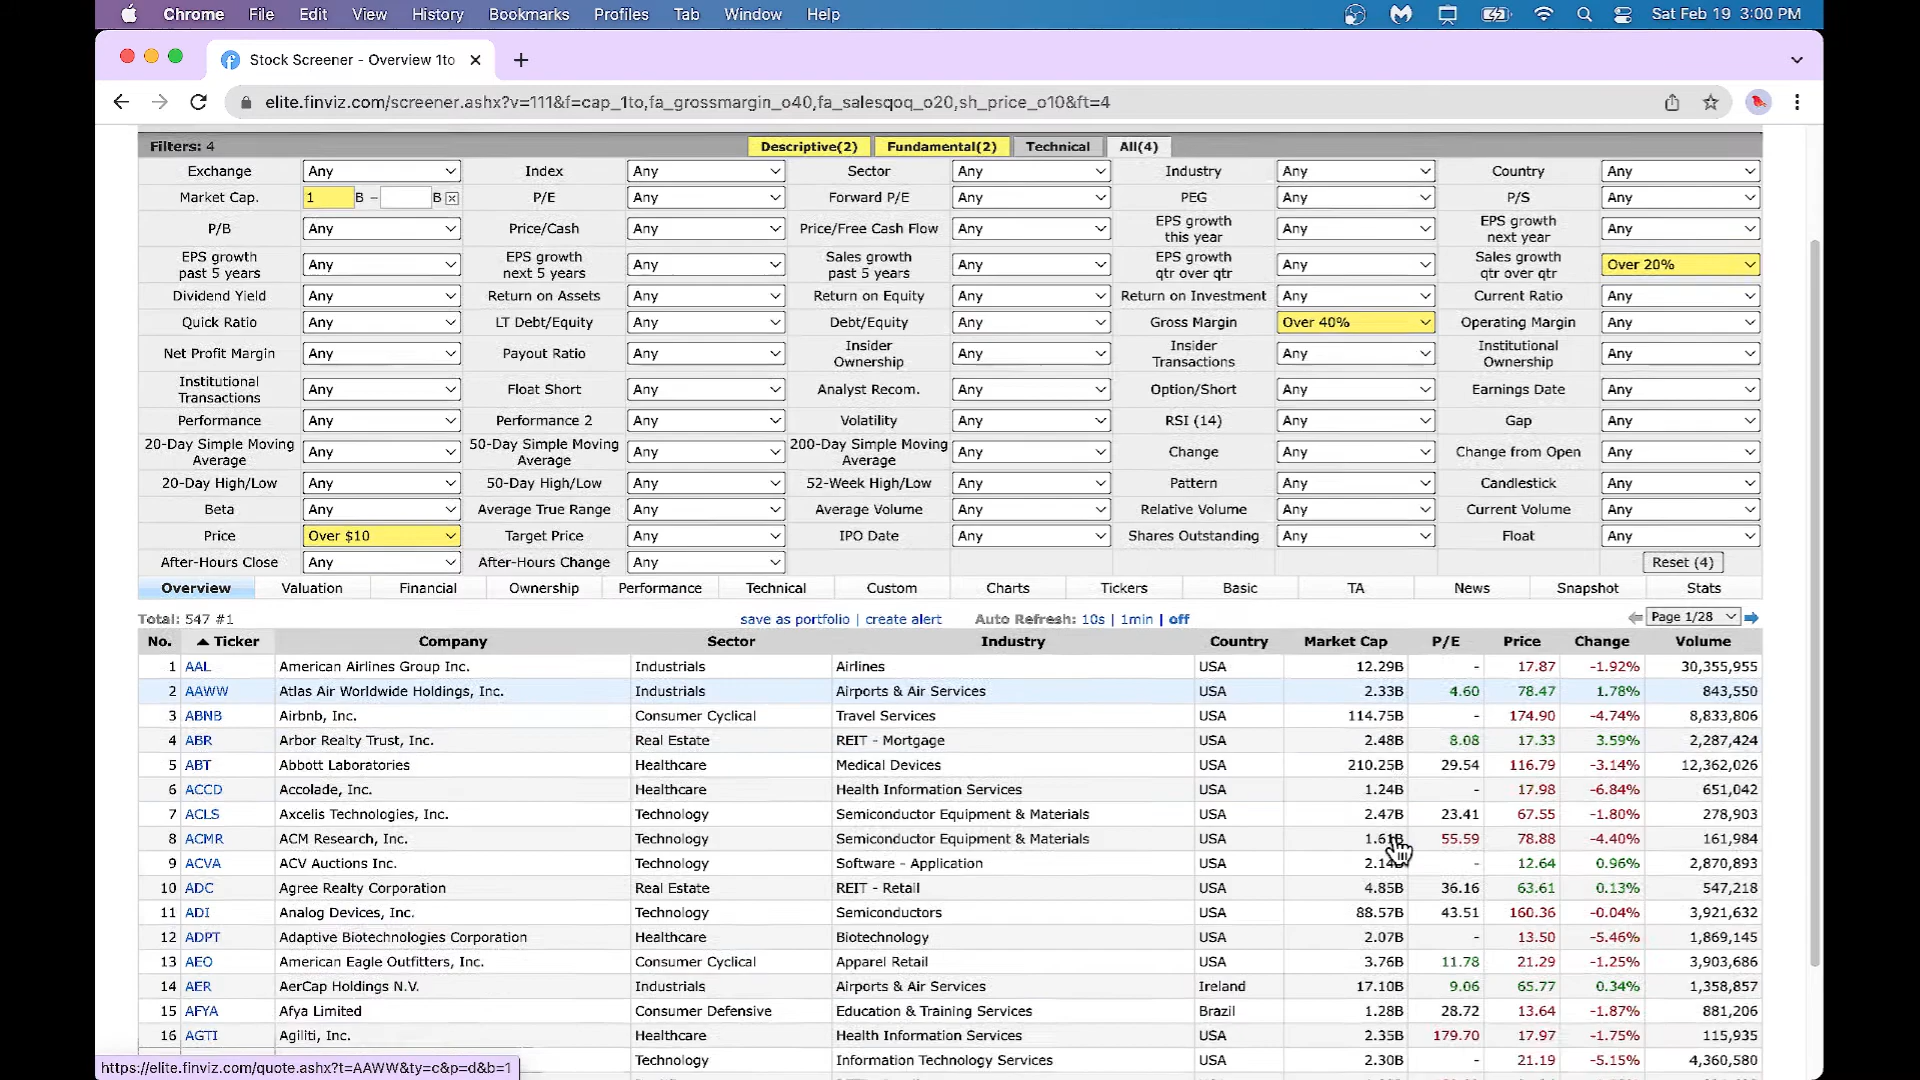 Chrome File Edit View History Bookmarks Profiles Tab Window Help Sat Feb 19 3:00 PM
Stock Screener - Overview 1to
elite.finviz.com/screener.ashx?v=111&f=cap_1to,fa_grossmargin_o40,fa_salesqoq_o20,sh_price_o10&ft=4
Filters: 4 Descriptive(2) Fundamental(2) Technical All(4)
Exchange Any Index Any Sector Any Industry Any Country Any
Market Cap. 1 B – B P/E Any Forward P/E Any PEG Any P/S Any
P/B Any Price/Cash Any Price/Free Cash Flow Any EPS growth this year Any EPS growth next year Any
EPS growth past 5 years Any EPS growth next 5 years Any Sales growth past 5 years Any EPS growth qtr over qtr Any Sales growth qtr over qtr Over 20%
Dividend Yield Any Return on Assets Any Return on Equity Any Return on Investment Any Current Ratio Any
Quick Ratio Any LT Debt/Equity Any Debt/Equity Any Gross Margin Over 40% Operating Margin Any
Net Profit Margin Any Payout Ratio Any Insider Ownership Any Insider Transactions Any Institutional Ownership Any
Institutional Transactions Any Float Short Any Analyst Recom. Any Option/Short Any Earnings Date Any
Performance Any Performance 2 Any Volatility Any RSI (14) Any Gap Any
20-Day Simple Moving Average Any 50-Day Simple Moving Average Any 200-Day Simple Moving Average Any Change Any Change from Open Any
20-Day High/Low Any 50-Day High/Low Any 52-Week High/Low Any Pattern Any Candlestick Any
Beta Any Average True Range Any Average Volume Any Relative Volume Any Current Volume Any
Price Over $10 Target Price Any IPO Date Any Shares Outstanding Any Float Any
After-Hours Close Any After-Hours Change Any Reset (4)
Overview Valuation Financial Ownership Performance Technical Custom Charts Tickers Basic TA News Snapshot Stats
Total: 547 #1 save as portfolio | create alert Auto Refresh: 10s | 1min | off Page 1/28
No. Ticker Company Sector Industry Country Market Cap P/E Price Change Volume
1 AAL American Airlines Group Inc. Industrials Airlines USA 12.29B - 17.87 -1.92% 30,355,955
2 AAWW Atlas Air Worldwide Holdings, Inc. Industrials Airports & Air Services USA 2.33B 4.60 78.47 1.78% 843,550
3 ABNB Airbnb, Inc. Consumer Cyclical Travel Services USA 114.75B - 174.90 -4.74% 8,833,806
4 ABR Arbor Realty Trust, Inc. Real Estate REIT - Mortgage USA 2.48B 8.08 17.33 3.59% 2,287,424
5 ABT Abbott Laboratories Healthcare Medical Devices USA 210.25B 29.54 116.79 -3.14% 12,362,026
6 ACCD Accolade, Inc. Healthcare Health Information Services USA 1.24B - 17.98 -6.84% 651,042
7 ACLS Axcelis Technologies, Inc. Technology Semiconductor Equipment & Materials USA 2.47B 23.41 67.55 -1.80% 278,903
8 ACMR ACM Research, Inc. Technology Semiconductor Equipment & Materials USA 1.61B 55.59 78.88 -4.40% 161,984
9 ACVA ACV Auctions Inc. Technology Software - Application USA 2.14B - 12.64 0.96% 2,870,893
10 ADC Agree Realty Corporation Real Estate REIT - Retail USA 4.85B 36.16 63.61 0.13% 547,218
11 ADI Analog Devices, Inc. Technology Semiconductors USA 88.57B 43.51 160.36 -0.04% 3,921,632
12 ADPT Adaptive Biotechnologies Corporation Healthcare Biotechnology USA 2.07B - 13.50 -5.46% 1,869,145
13 AEO American Eagle Outfitters, Inc. Consumer Cyclical Apparel Retail USA 3.76B 11.78 21.29 -1.25% 3,903,686
14 AER AerCap Holdings N.V. Industrials Airports & Air Services Ireland 17.10B 9.06 65.77 0.34% 1,358,857
15 AFYA Afya Limited Consumer Defensive Education & Training Services Brazil 1.28B 28.72 13.64 -1.87% 881,206
16 AGTI Agiliti, Inc. Healthcare Health Information Services USA 2.35B 179.70 17.97 -1.75% 115,935
Technology Information Technology Services USA 2.30B - 21.19 -5.15% 4,360,580
https://elite.finviz.com/quote.ashx?t=AAWW&ty=c&p=d&b=1